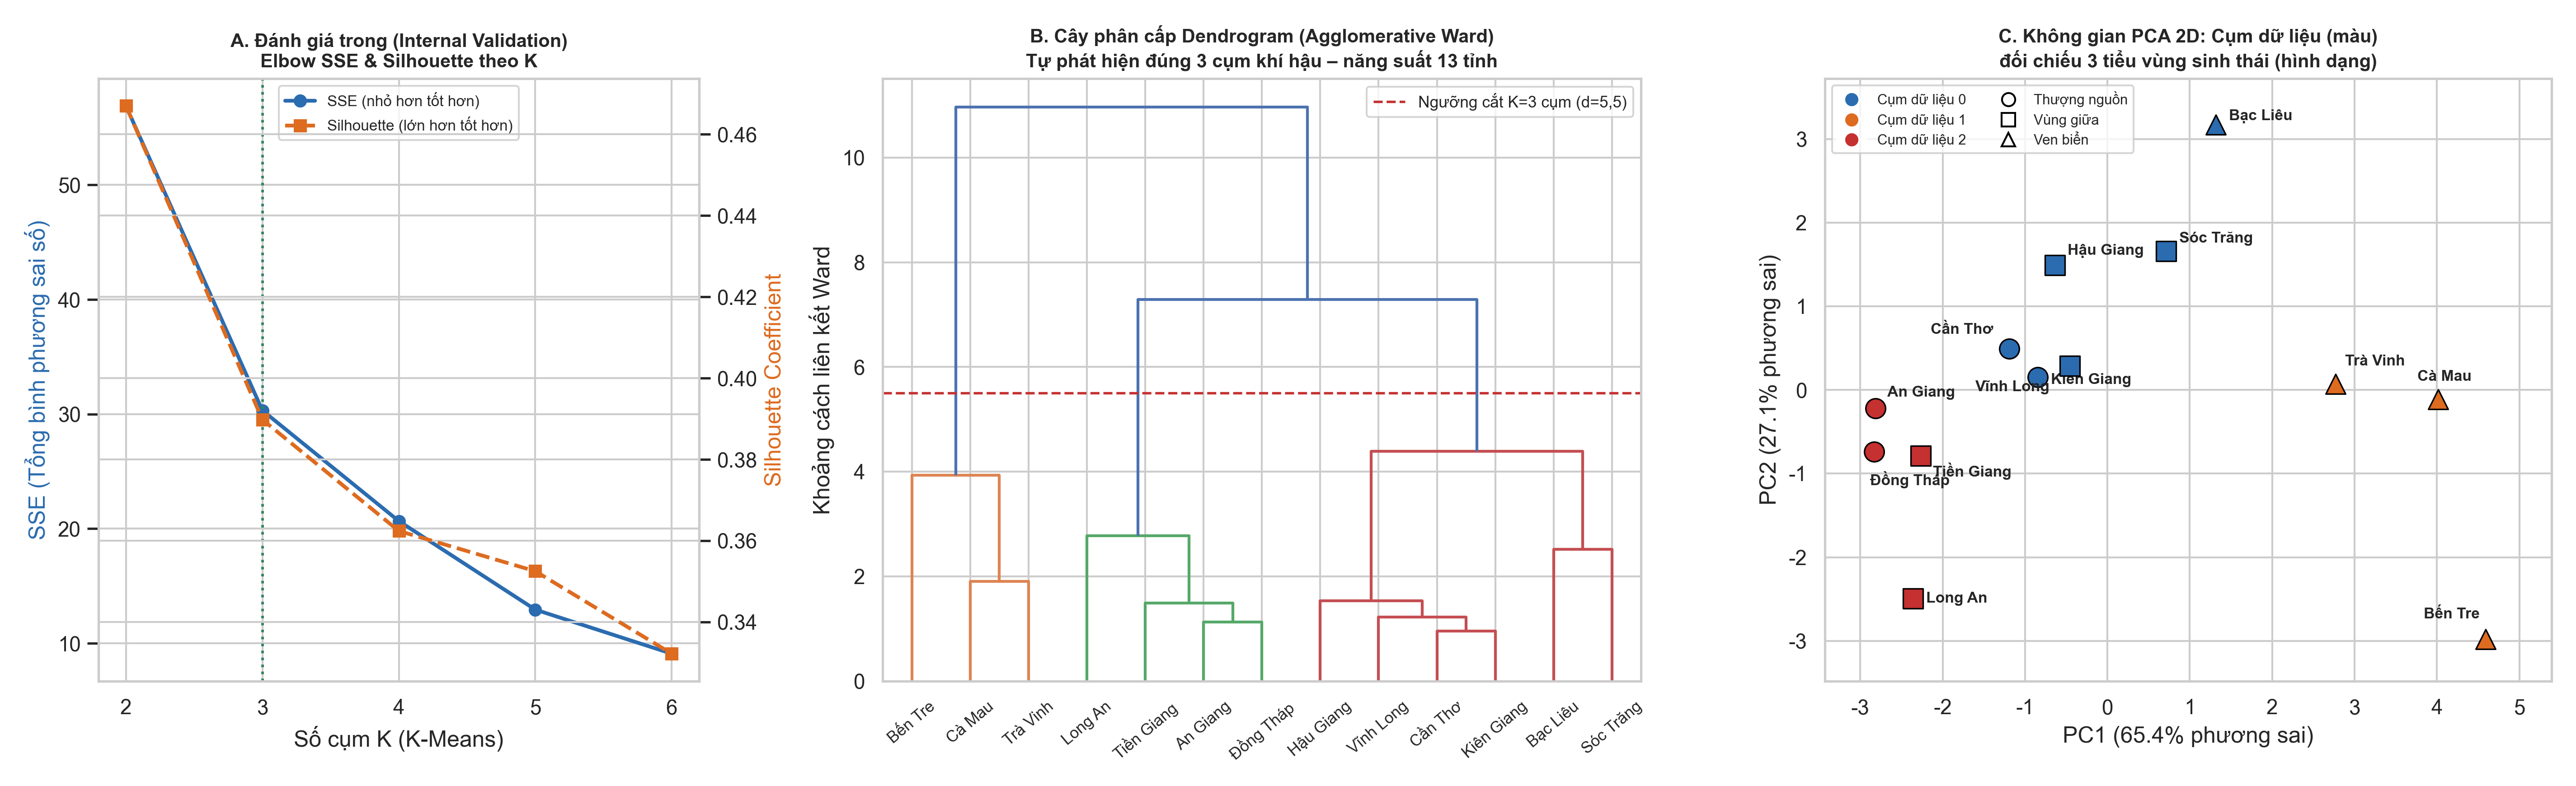 A. Đánh giá trong (Internal Validation)
Elbow SSE & Silhouette theo K
SSE (nhỏ hơn tốt hơn)
Silhouette (lớn hơn tốt hơn)
SSE (Tổng bình phương sai số)
50
40
30
20
10
0.46
0.44
0.42
0.40
0.38
0.36
0.34
Silhouette Coefficient
2 3 4 5 6
Số cụm K (K-Means)
B. Cây phân cấp Dendrogram (Agglomerative Ward)
Tự phát hiện đúng 3 cụm khí hậu – năng suất 13 tỉnh
Ngưỡng cắt K=3 cụm (d=5,5)
Khoảng cách liên kết Ward
10
8
6
4
2
0
Bến Tre
Cà Mau
Trà Vinh
Long An
Tiền Giang
An Giang
Đồng Tháp
Hậu Giang
Vĩnh Long
Cần Thơ
Kiên Giang
Bạc Liêu
Sóc Trăng
C. Không gian PCA 2D: Cụm dữ liệu (màu)
đối chiếu 3 tiểu vùng sinh thái (hình dạng)
Cụm dữ liệu 0
Cụm dữ liệu 1
Cụm dữ liệu 2
Thượng nguồn
Vùng giữa
Ven biển
PC2 (27.1% phương sai)
3
2
1
0
-1
-2
-3
Bạc Liêu
Sóc Trăng
Hậu Giang
Cần Thơ
Trà Vinh
Cà Mau
Vĩnh Long
Kiên Giang
An Giang
Tiền Giang
Đồng Tháp
Long An
Bến Tre
-3 -2 -1 0 1 2 3 4 5
PC1 (65.4% phương sai)